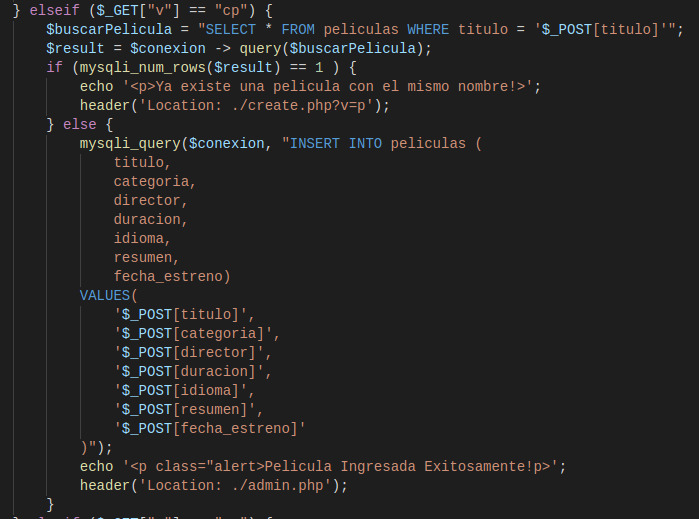 } elseif ($_GET["v"] == "cp") {
$buscarPelicula = "SELECT * FROM peliculas WHERE titulo = '$_POST[titulo]'";
$result = $conexion -> query($buscarPelicula);
if (mysqli_num_rows($result) == 1 ) {
echo '<p>Ya existe una pelicula con el mismo nombre!>';
header('Location: ./create.php?v=p');
} else {
mysqli_query($conexion, "INSERT INTO peliculas (
titulo,
categoria,
director,
duracion,
idioma,
resumen,
fecha_estreno)
VALUES(
'$_POST[titulo]',
'$_POST[categoria]',
'$_POST[director]',
'$_POST[duracion]',
'$_POST[idioma]',
'$_POST[resumen]',
'$_POST[fecha_estreno]'
)");
echo '<p class="alert>Pelicula Ingresada Exitosamente!p>';
header('Location: ./admin.php');
}